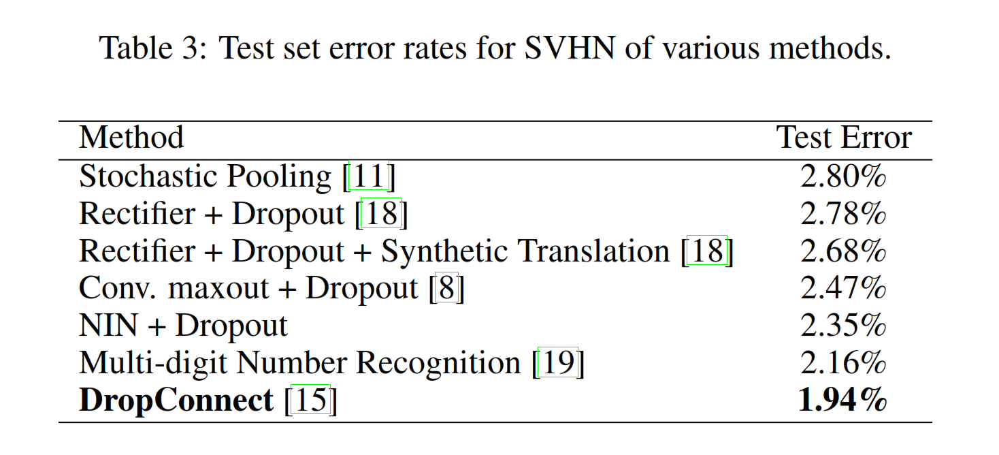 Table 3: Test set error rates for SVHN of various methods.
Method Test Error
Stochastic Pooling [11] 2.80%
Rectifier + Dropout [18] 2.78%
Rectifier + Dropout + Synthetic Translation [18] 2.68%
Conv. maxout + Dropout [8] 2.47%
NIN + Dropout 2.35%
Multi-digit Number Recognition [19] 2.16%
DropConnect [15] 1.94%